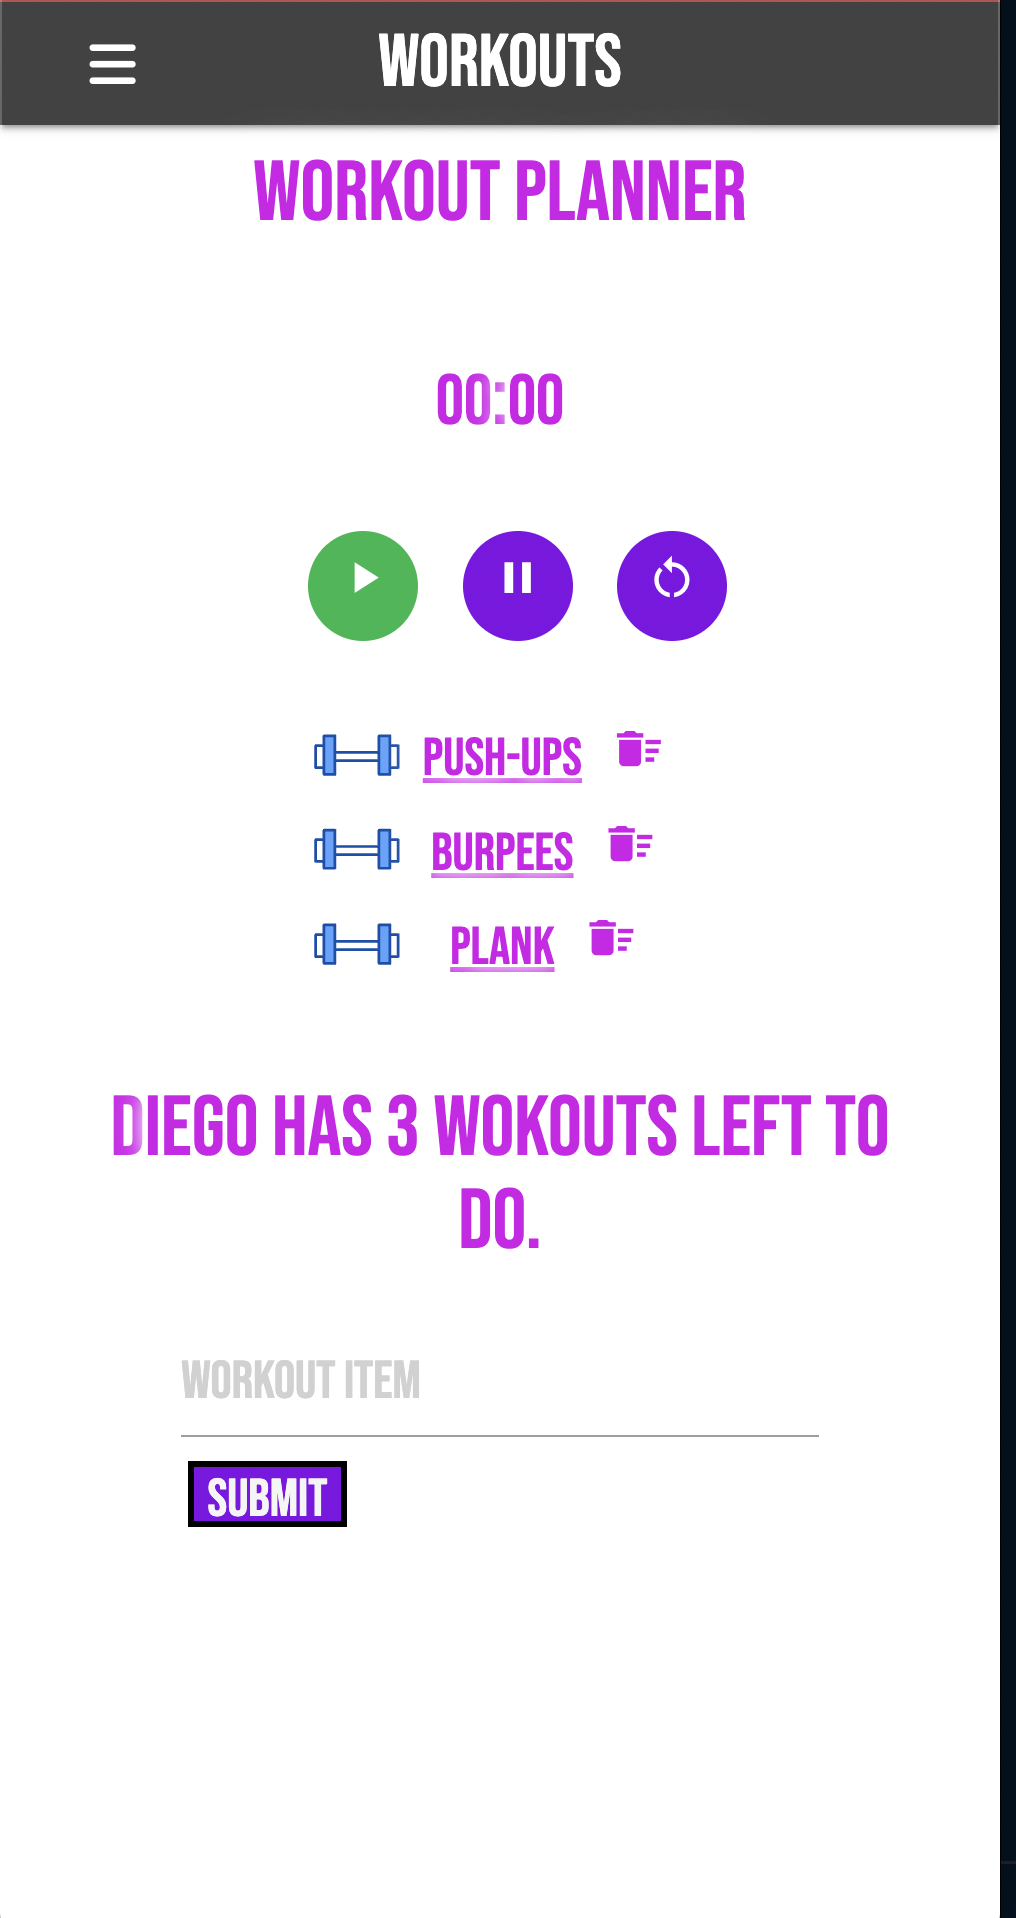 WORKOUTS
WORKOUT PLANNER
00:00
PUSH-UPS
BURPEES
PLANK
DIEGO HAS 3 WOKOUTS LEFT TO
DO.
WORKOUT ITEM
SUBMIT